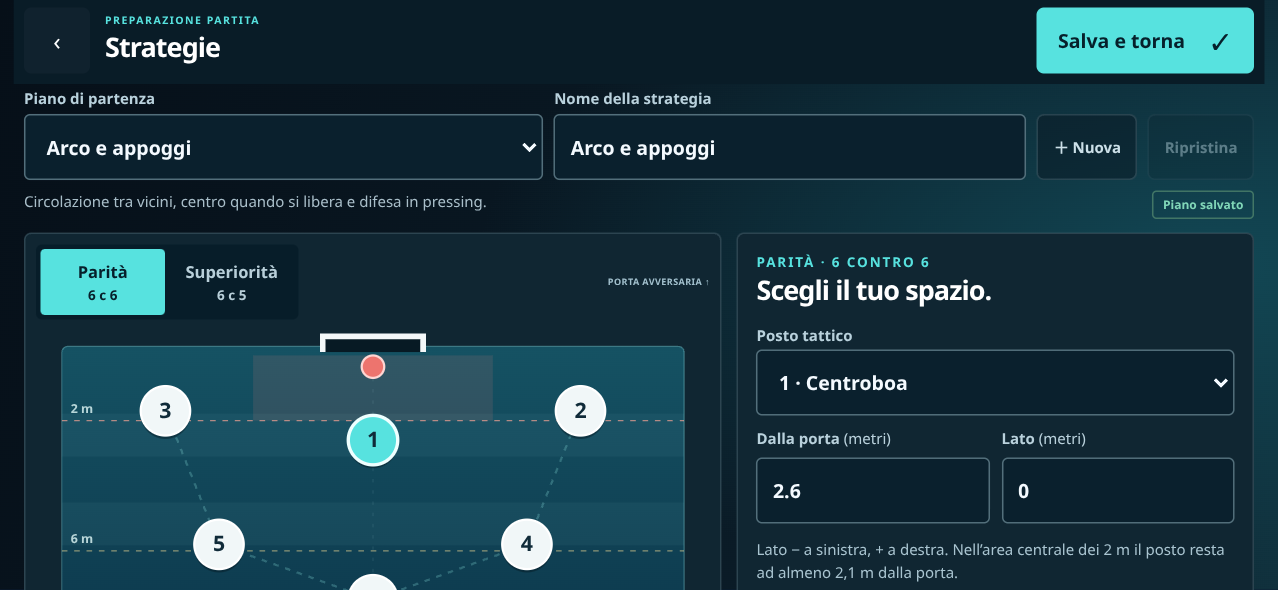 ‹
PREPARAZIONE PARTITA
Strategie
Salva e torna ✓
Piano di partenza
Arco e appoggi
Nome della strategia
Arco e appoggi
+ Nuova
Ripristina
Circolazione tra vicini, centro quando si libera e difesa in pressing.
Piano salvato
Parità
6 c 6
Superiorità
6 c 5
PORTA AVVERSARIA ↑
2 m
3
2
1
6 m
5
4
PARITÀ · 6 CONTRO 6
Scegli il tuo spazio.
Posto tattico
1 · Centroboa
Dalla porta (metri)
2.6
Lato (metri)
0
Lato − a sinistra, + a destra. Nell’area centrale dei 2 m il posto resta
ad almeno 2,1 m dalla porta.